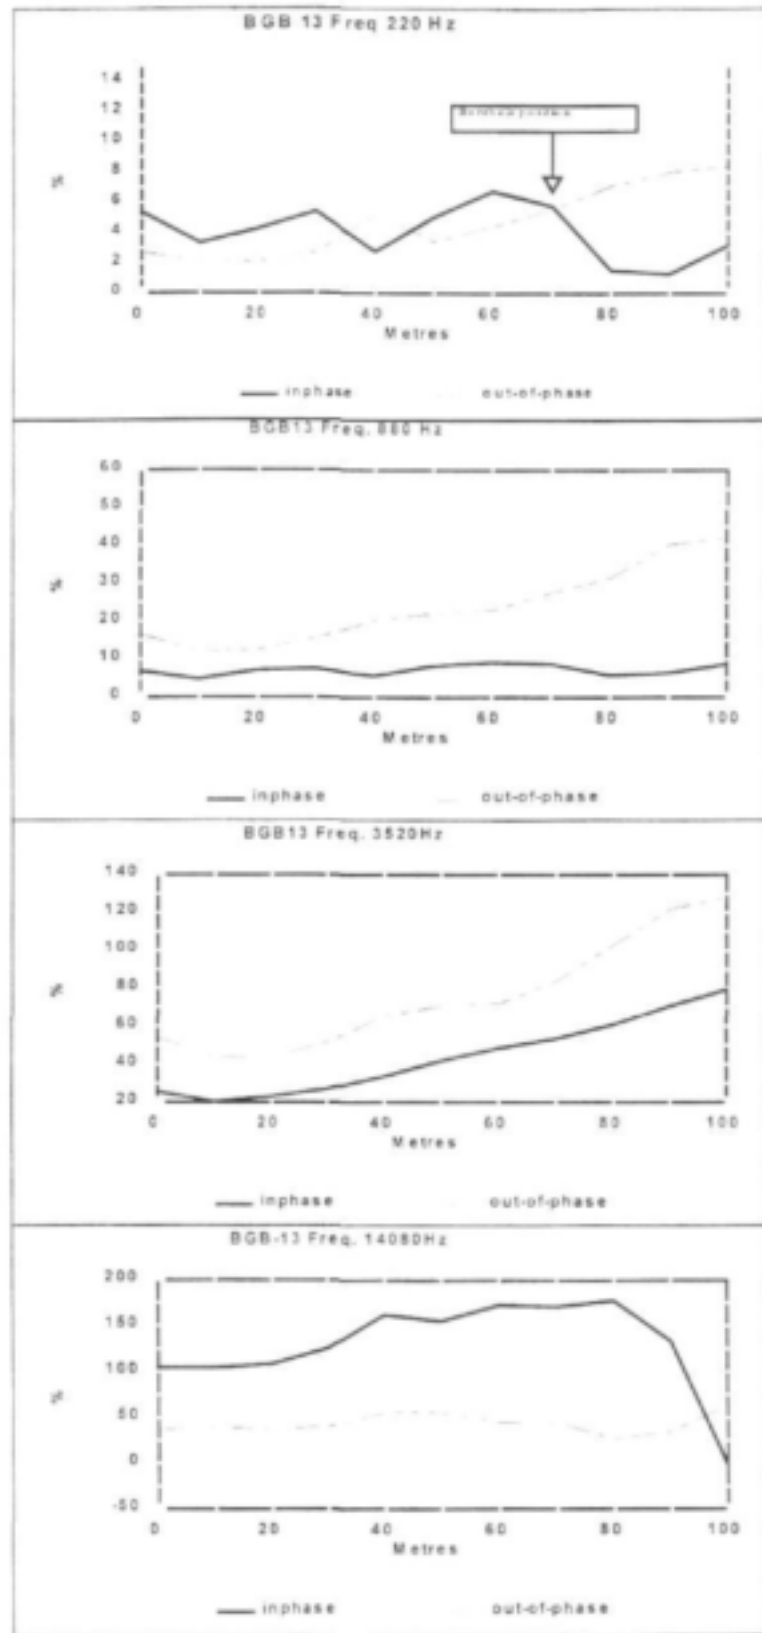 BGB 13 Freq 220 Hz
14
12
10
8
6
4
2
0
%
0 20 40 60 80 100
Metres
inphase out-of-phase
BGB13 Freq. 880 Hz
60
50
40
30
20
10
0
%
0 20 40 60 80 100
Metres
inphase out-of-phase
BGB13 Freq. 3520Hz
140
120
100
80
60
40
20
%
0 20 40 60 80 100
Metres
inphase out-of-phase
BGB-13 Freq. 14080Hz
200
150
100
50
0
-50
%
0 20 40 60 80 100
Metres
inphase out-of-phase